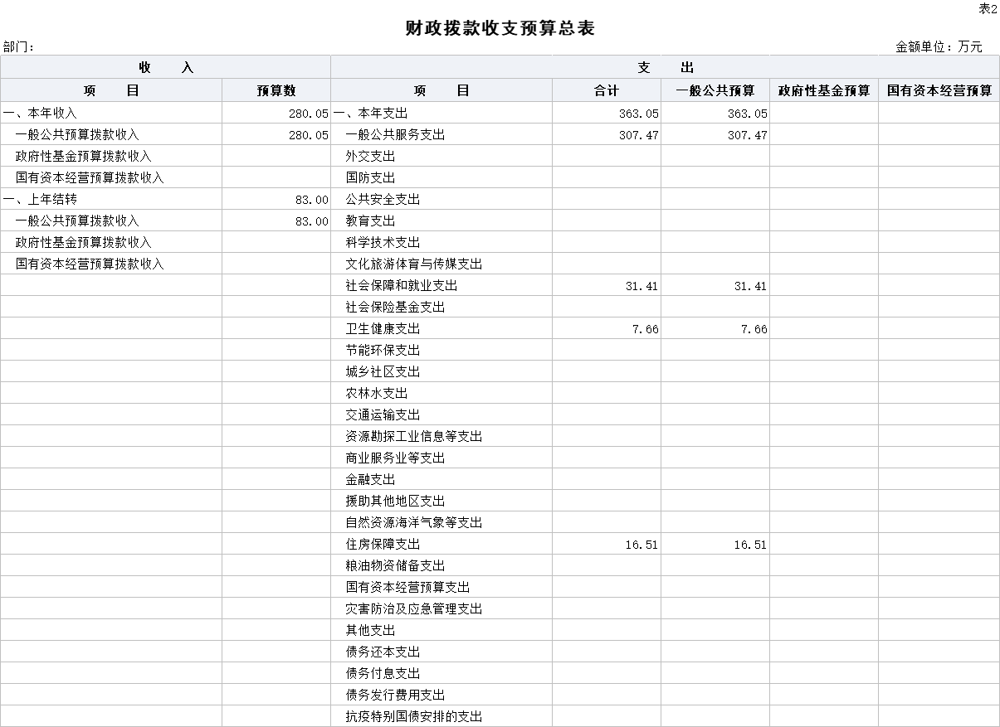 表2
财政拨款收支预算总表
部门：
金额单位：万元
收 入 支 出
项 目 预算数 项 目 合计 一般公共预算 政府性基金预算 国有资本经营预算
一、本年收入 280.05 一、本年支出 363.05 363.05
一般公共预算拨款收入 280.05 一般公共服务支出 307.47 307.47
政府性基金预算拨款收入 外交支出
国有资本经营预算拨款收入 国防支出
一、上年结转 83.00 公共安全支出
一般公共预算拨款收入 83.00 教育支出
政府性基金预算拨款收入 科学技术支出
国有资本经营预算拨款收入 文化旅游体育与传媒支出
社会保障和就业支出 31.41 31.41
社会保险基金支出
卫生健康支出 7.66 7.66
节能环保支出
城乡社区支出
农林水支出
交通运输支出
资源勘探工业信息等支出
商业服务业等支出
金融支出
援助其他地区支出
自然资源海洋气象等支出
住房保障支出 16.51 16.51
粮油物资储备支出
国有资本经营预算支出
灾害防治及应急管理支出
其他支出
债务还本支出
债务付息支出
债务发行费用支出
抗疫特别国债安排的支出